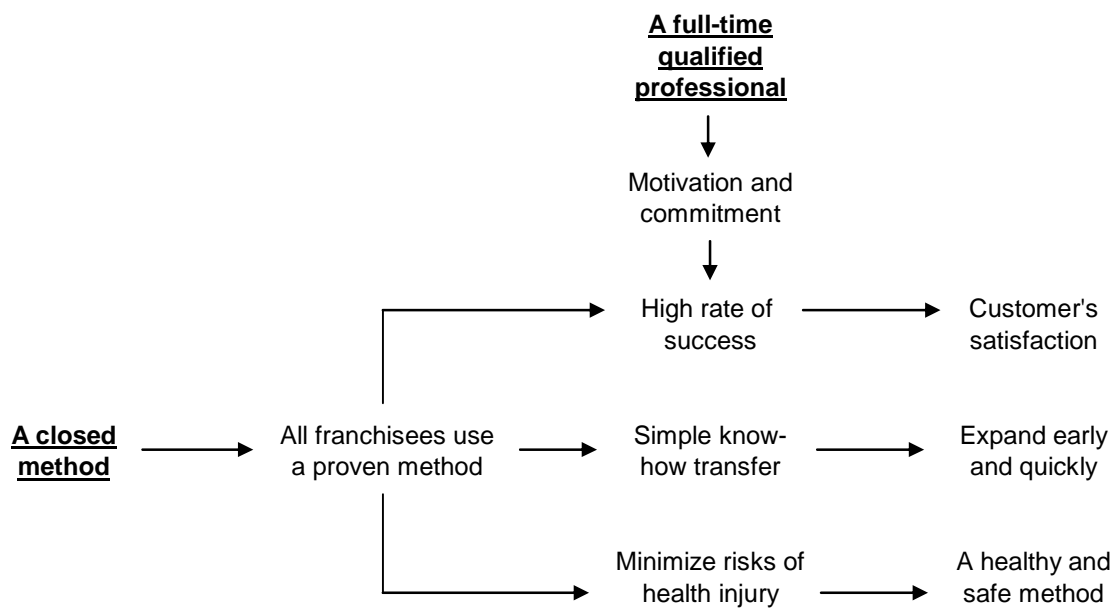 A full-time
qualified
professional
Motivation and
commitment
High rate of
success
Customer's
satisfaction
A closed
method
All franchisees use
a proven method
Simple know-
how transfer
Expand early
and quickly
Minimize risks of
health injury
A healthy and
safe method